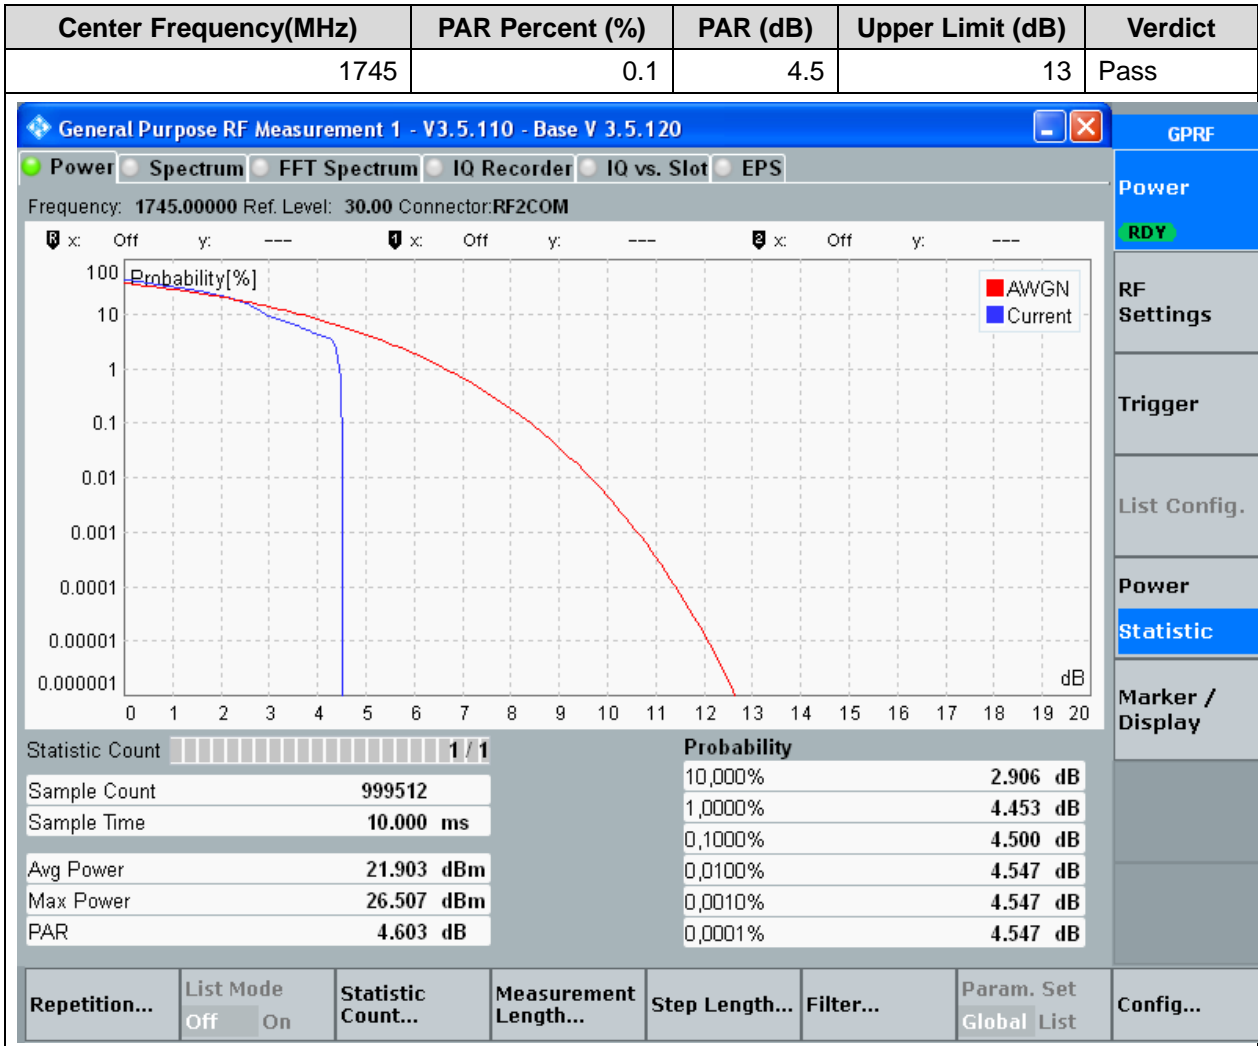 Center Frequency(MHz) PAR Percent (%) PAR (dB) Upper Limit (dB) Verdict
1745 0.1 4.5 13 Pass
General Purpose RF Measurement 1 - V3.5.110 - Base V 3.5.120
GPRF
Power Spectrum FFT Spectrum IQ Recorder IQ vs. Slot EPS
Power
RDY
Frequency: 1745.00000 Ref. Level: 30.00 Connector:RF2COM
R x: Off y: --- 1 x: Off y: --- 2 x: Off y: ---
Probability[%]
AWGN
Current
100
10
1
0.1
0.01
0.001
0.0001
0.00001
0.000001
dB
0 1 2 3 4 5 6 7 8 9 10 11 12 13 14 15 16 17 18 19 20
RF
Settings
Trigger
List Config.
Power
Statistic
Marker /
Display
Statistic Count 1 / 1
Sample Count 999512
Sample Time 10.000 ms
Avg Power 21.903 dBm
Max Power 26.507 dBm
PAR 4.603 dB
Probability
10,000% 2.906 dB
1,0000% 4.453 dB
0,1000% 4.500 dB
0,0100% 4.547 dB
0,0010% 4.547 dB
0,0001% 4.547 dB
Repetition...
List Mode
Off On
Statistic
Count...
Measurement
Length...
Step Length...
Filter...
Param. Set
Global List
Config...